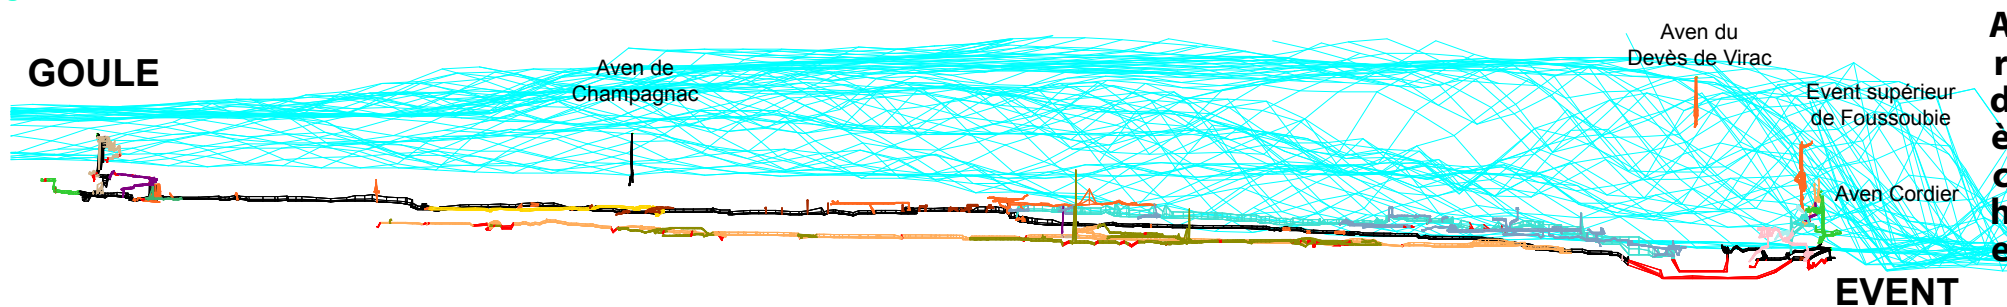 GOULE
Aven de
Champagnac
Aven du
Devès de Virac
Event supérieur
de Foussoubie
Aven Cordier
EVENT
A
r
d
è
c
h
e